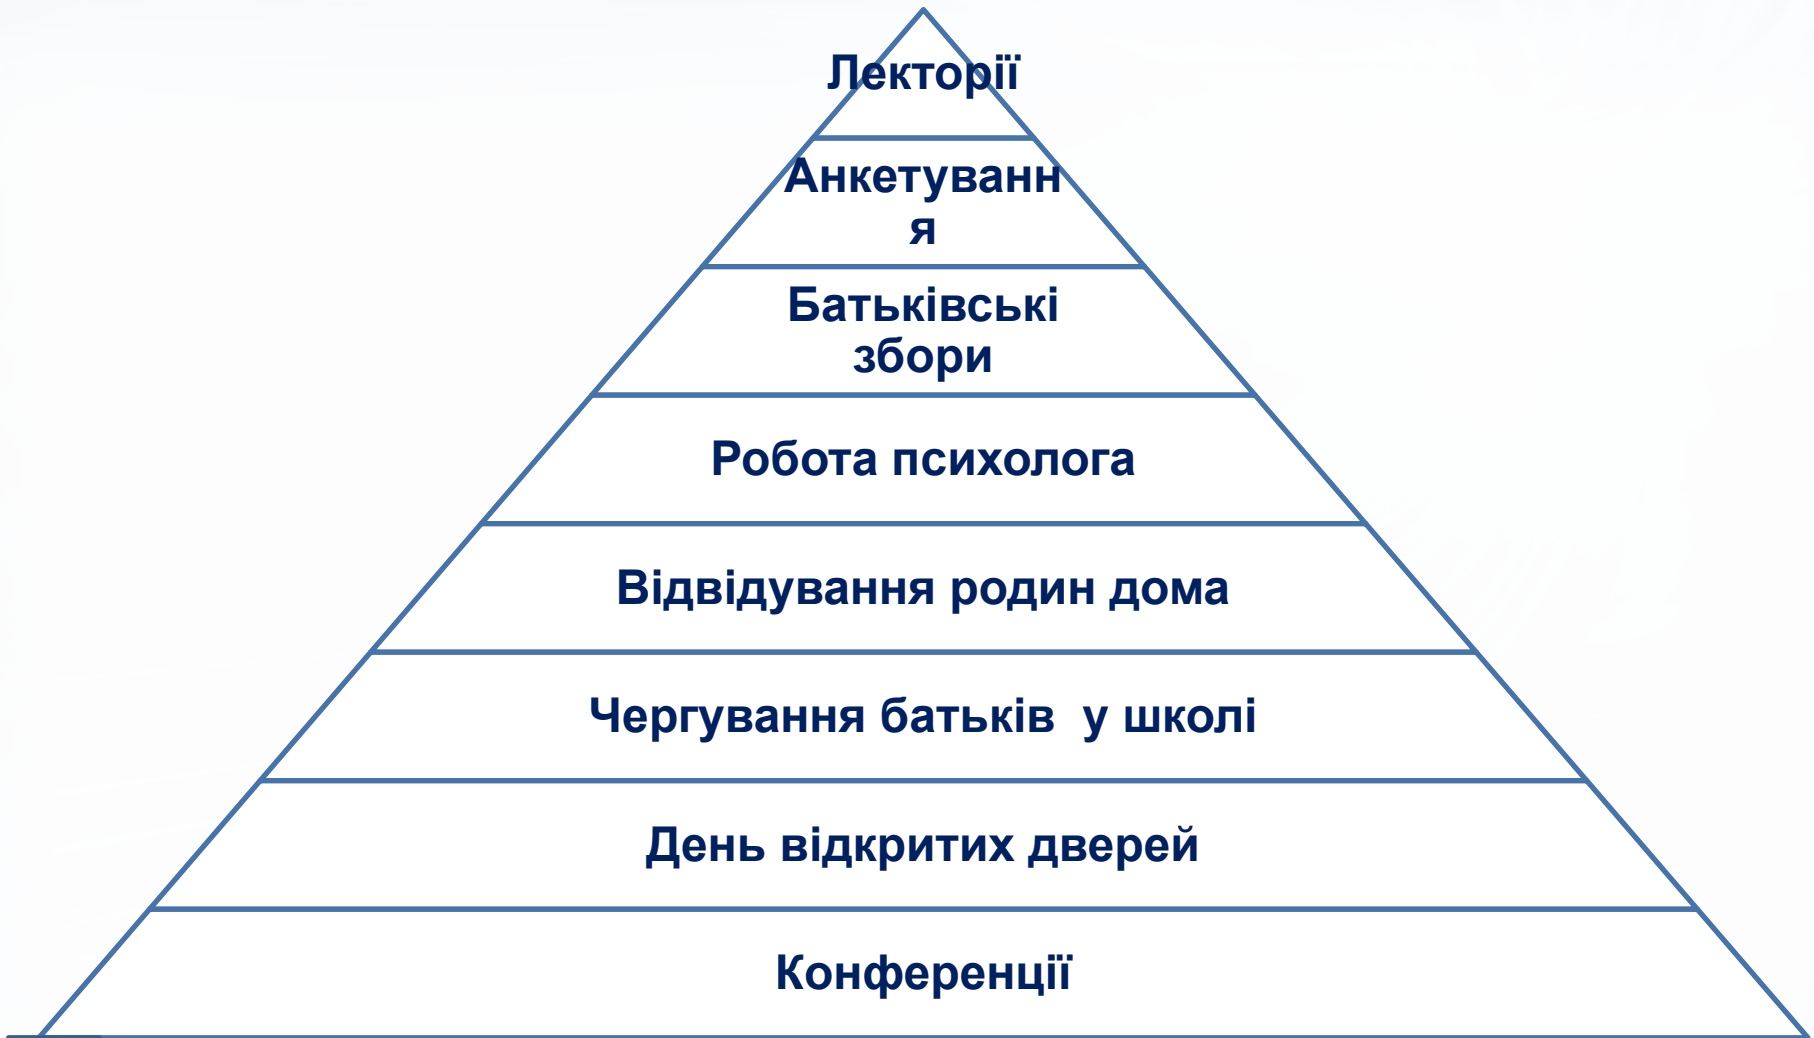 Лекторії
Анкетуванн
я
Батьківські
збори
Робота психолога
Відвідування родин дома
Чергування батьків  у школі
День відкритих дверей
Конференції